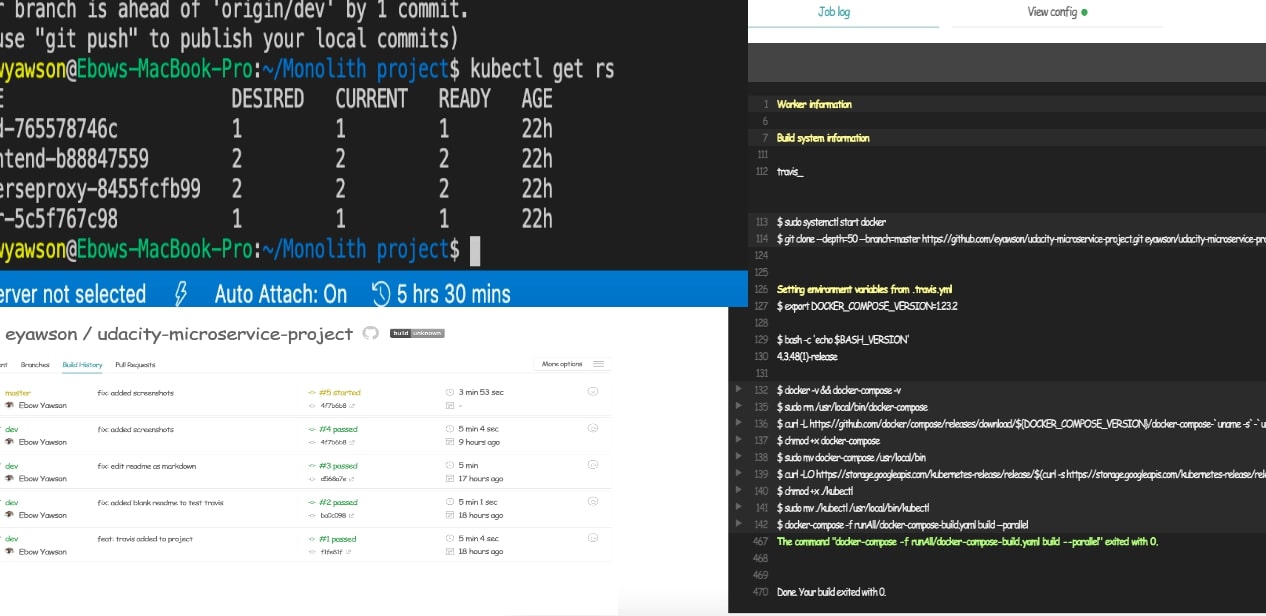 r branch is ahead of 'origin/dev' by 1 commit.
use "git push" to publish your local commits)
wyawson@Ebows-MacBook-Pro:~/Monolith project$ kubectl get rs
E DESIRED CURRENT READY AGE
d-765578746c 1 1 1 22h
ntend-b88847559 2 2 2 22h
erseproxy-8455fcfb99 2 2 2 22h
r-5c5f767c98 1 1 1 22h
wyawson@Ebows-MacBook-Pro:~/Monolith project$
erver not selected Auto Attach: On 5 hrs 30 mins
eyawson / udacity-microservice-project build unknown
nt Branches Build History Pull Requests More options
master fix: added screenshots #5 started 3 min 53 sec
Ebow Yawson 4f7b6b8 -
dev fix: added screenshots #4 passed 5 min 4 sec
Ebow Yawson 4f7b6b8 9 hours ago
dev fix: edit readme as markdown #3 passed 5 min
Ebow Yawson d568a7e 17 hours ago
dev fix: added blank readme to test travis #2 passed 5 min 1 sec
Ebow Yawson ba0c098 18 hours ago
dev feat: travis added to project #1 passed 5 min 4 sec
Ebow Yawson f1fe61f 18 hours ago
Job log View config
1 Worker information
6
7 Build system information
111
112 travis_
113 $ sudo systemctl start docker
114 $ git clone --depth=50 --branch=master https://github.com/eyawson/udacity-microservice-project.git eyawson/udacity-microservice-pro
124
125
126 Setting environment variables from .travis.yml
127 $ export DOCKER_COMPOSE_VERSION=1.23.2
128
129 $ bash -c 'echo $BASH_VERSION'
130 4.3.48(1)-release
131
132 $ docker -v && docker-compose -v
135 $ sudo rm /usr/local/bin/docker-compose
136 $ curl -L https://github.com/docker/compose/releases/download/${DOCKER_COMPOSE_VERSION}/docker-compose-`uname -s`-`u
137 $ chmod +x docker-compose
138 $ sudo mv docker-compose /usr/local/bin
139 $ curl -LO https://storage.googleapis.com/kubernetes-release/release/$(curl -s https://storage.googleapis.com/kubernetes-release/rel
140 $ chmod +x ./kubectl
141 $ sudo mv ./kubectl /usr/local/bin/kubectl
142 $ docker-compose -f runAll/docker-compose-build.yaml build --parallel
467 The command "docker-compose -f runAll/docker-compose-build.yaml build --parallel" exited with 0.
468
469
470 Done. Your build exited with 0.